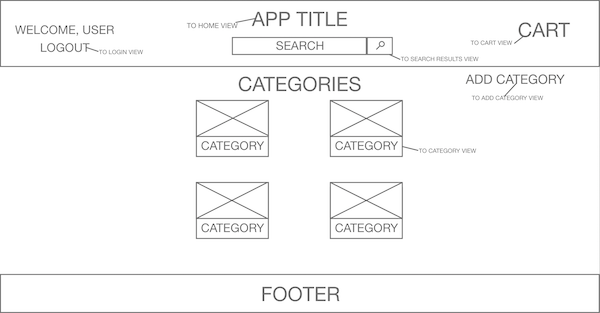 WELCOME, USER
LOGOUT
TO LOGIN VIEW
TO HOME VIEW
APP TITLE
SEARCH
TO SEARCH RESULTS VIEW
CART
TO CART VIEW
CATEGORIES
ADD CATEGORY
TO ADD CATEGORY VIEW
CATEGORY
CATEGORY
TO CATEGORY VIEW
CATEGORY
CATEGORY
FOOTER